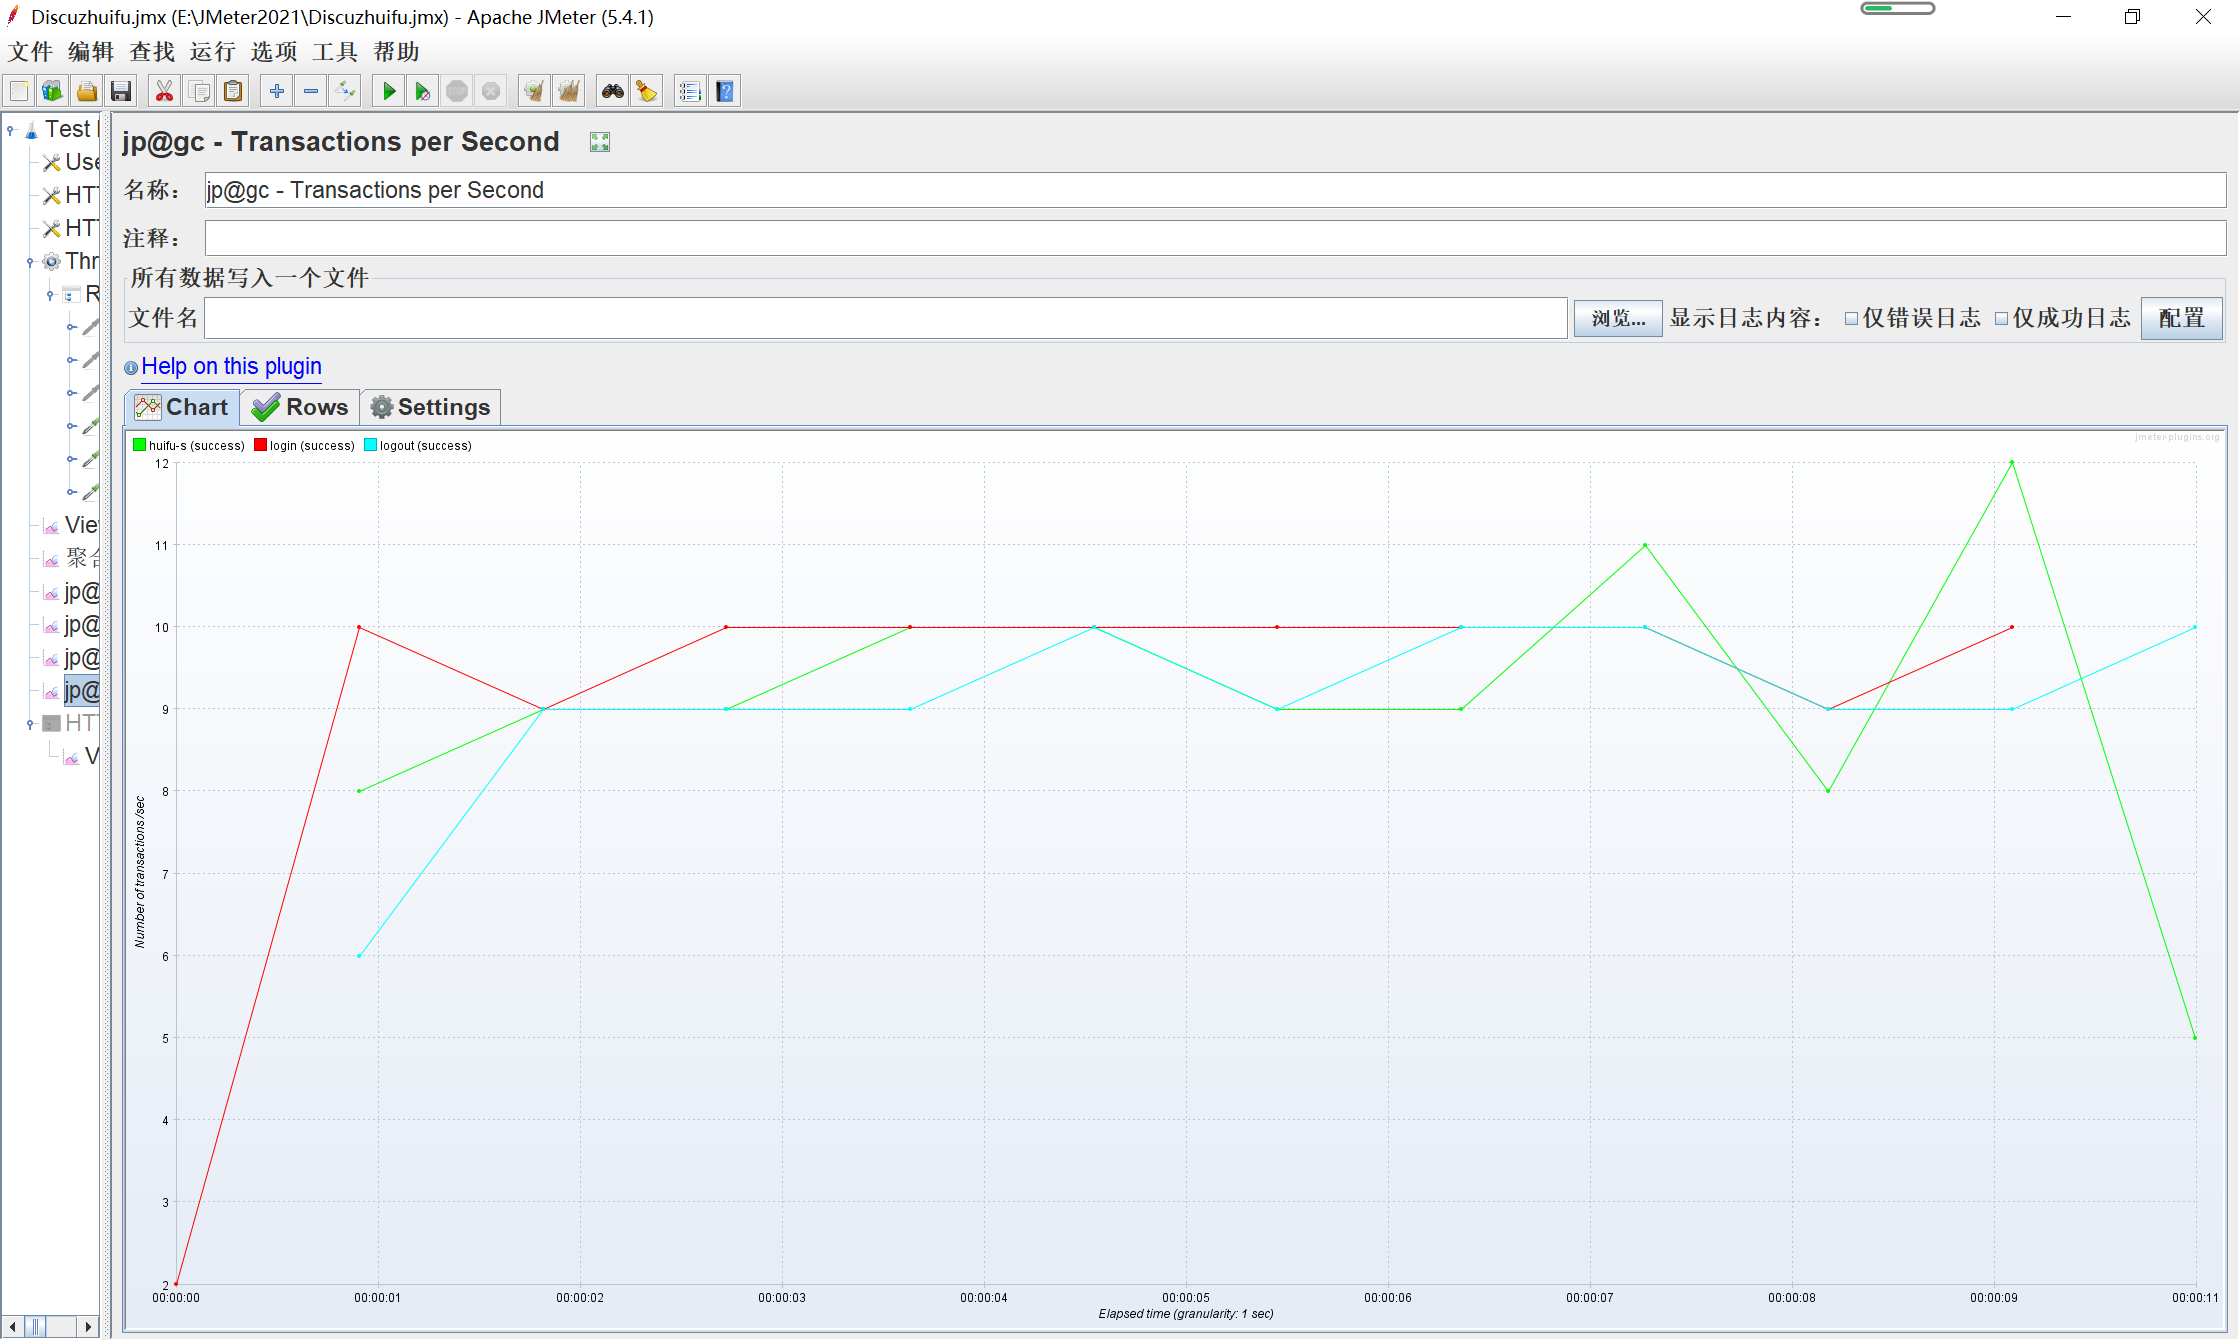 Discuzhuifu.jmx (E:\JMeter2021\Discuzhuifu.jmx) - Apache JMeter (5.4.1)
文件 编辑 查找 运行 选项 工具 帮助
Test
Use
HT
HT
Thr
R
Vie
聚合
jp@
jp@
jp@
jp@
HT
V
jp@gc - Transactions per Second
名称： jp@gc - Transactions per Second
注释：
所有数据写入一个文件
文件名 浏览... 显示日志内容： 仅错误日志 仅成功日志 配置
Help on this plugin
Chart Rows Settings
huifu-s (success) login (success) logout (success)
jmeter-plugins.org
12
11
10
9
8
7
6
5
4
3
2
Number of transactions /sec
00:00:00 00:00:01 00:00:02 00:00:03 00:00:04 00:00:05 00:00:06 00:00:07 00:00:08 00:00:09 00:00:11
Elapsed time (granularity: 1 sec)